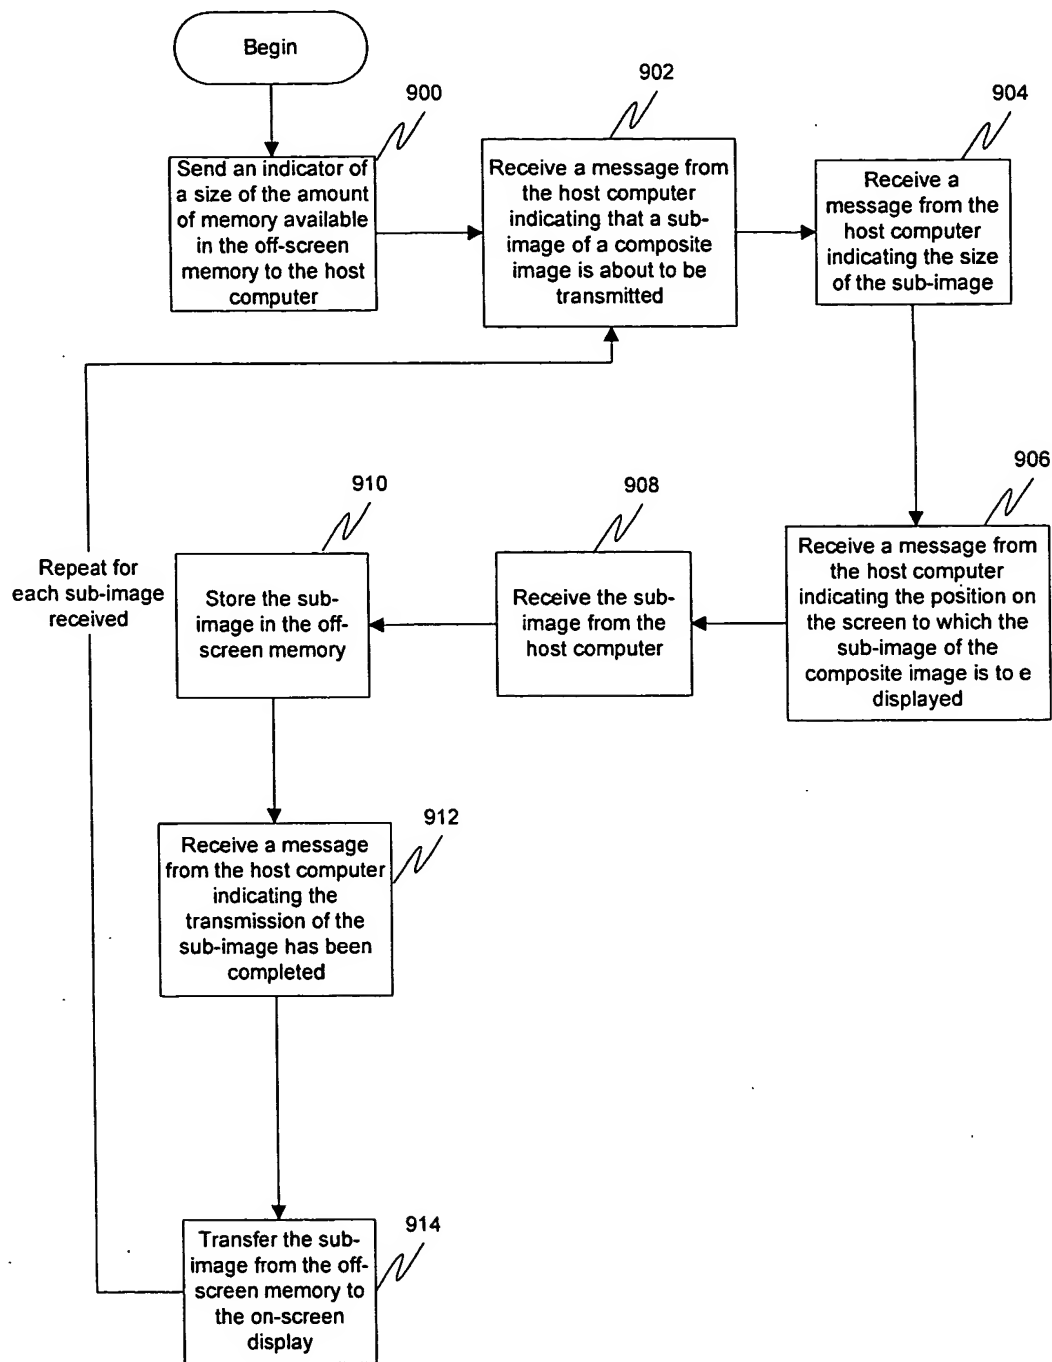 Begin
900
Send an indicator of
a size of the amount
of memory available
in the off-screen
memory to the host
computer
902
Receive a message from
the host computer
indicating that a sub-
image of a composite
image is about to be
transmitted
904
Receive a
message from the
host computer
indicating the size
of the sub-image
906
Receive a message from
the host computer
indicating the position on
the screen to which the
sub-image of the
composite image is to e
displayed
908
Receive the sub-
image from the
host computer
910
Store the sub-
image in the off-
screen memory
912
Receive a message
from the host computer
indicating the
transmission of the
sub-image has been
completed
914
Transfer the sub-
image from the off-
screen memory to
the on-screen
display
Repeat for
each sub-image
received